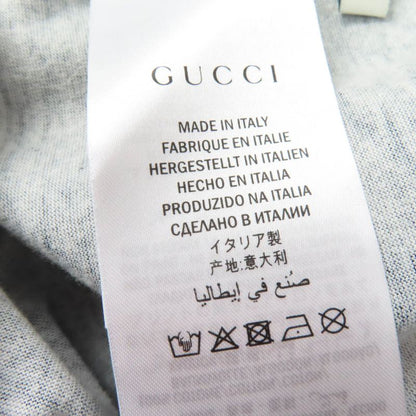 GUCCI
MADE IN ITALY
FABRIQUE EN ITALIE
HERGESTELLT IN ITALIEN
HECHO EN ITALIA
PRODUZIDO NA ITALIA
СДЕЛАНО В ИТАЛИИ
イタリア製
产地:意大利
صُنع في إيطاليا